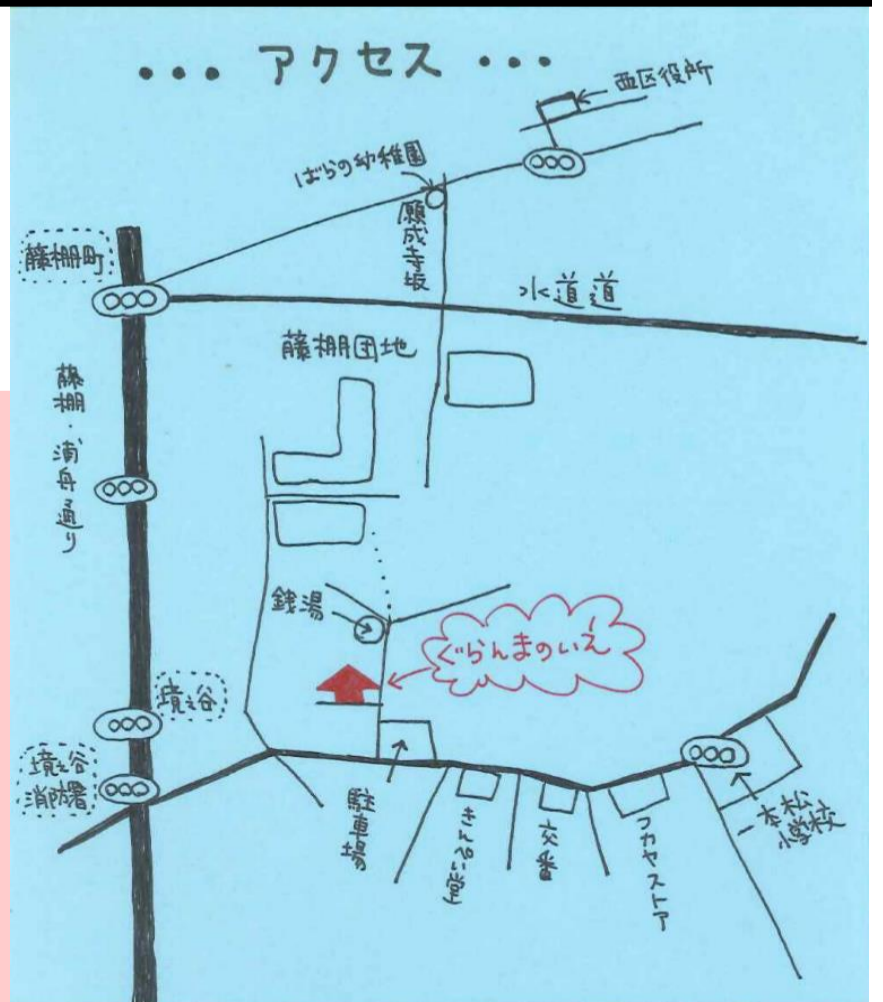 ••• アクセス •••
西区役所
ばらの幼稚園
願成寺坂
藤棚町
水道道
藤棚団地
藤棚・浦舟通り
銭湯
ぐらんまのいえ
境之谷
境之谷
消防署
駐車場
きんぺい堂
交番
フカヤストア
一本松
小学校